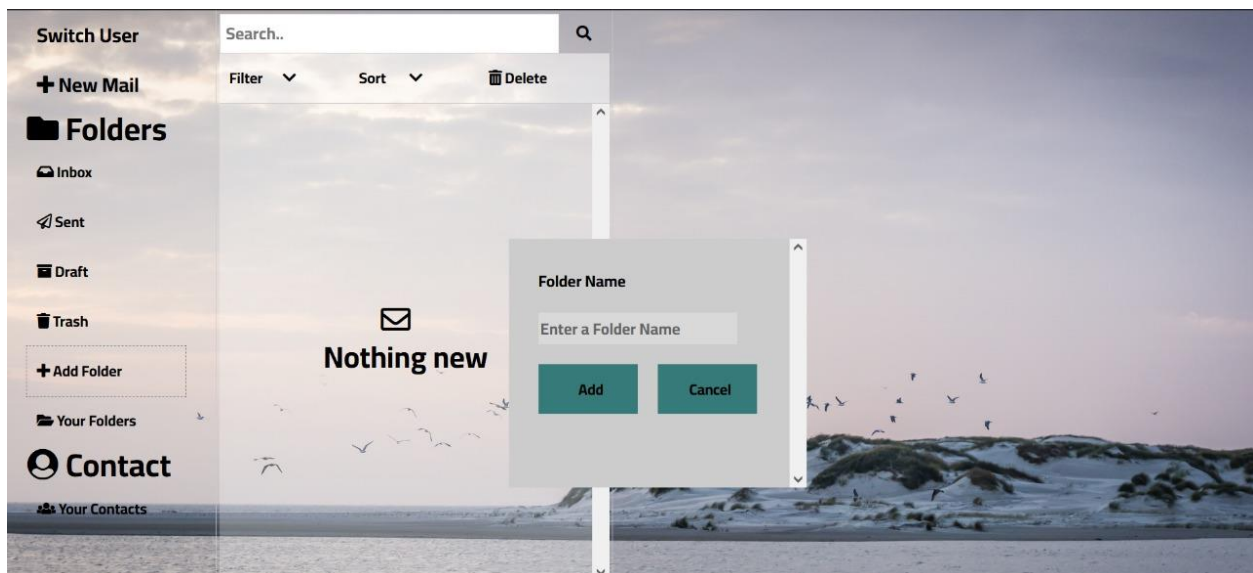 Switch User
Search..
New Mail
Filter
Sort
Delete
Folders
Inbox
Sent
Draft
Trash
Add Folder
Your Folders
Contact
Your Contacts
Nothing new
Folder Name
Enter a Folder Name
Add
Cancel